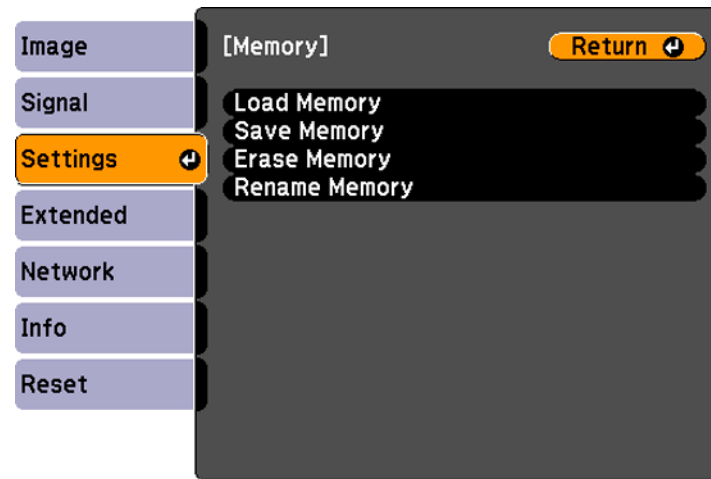 Image
Signal
Settings
Extended
Network
Info
Reset
[Memory]
Return
Load Memory
Save Memory
Erase Memory
Rename Memory